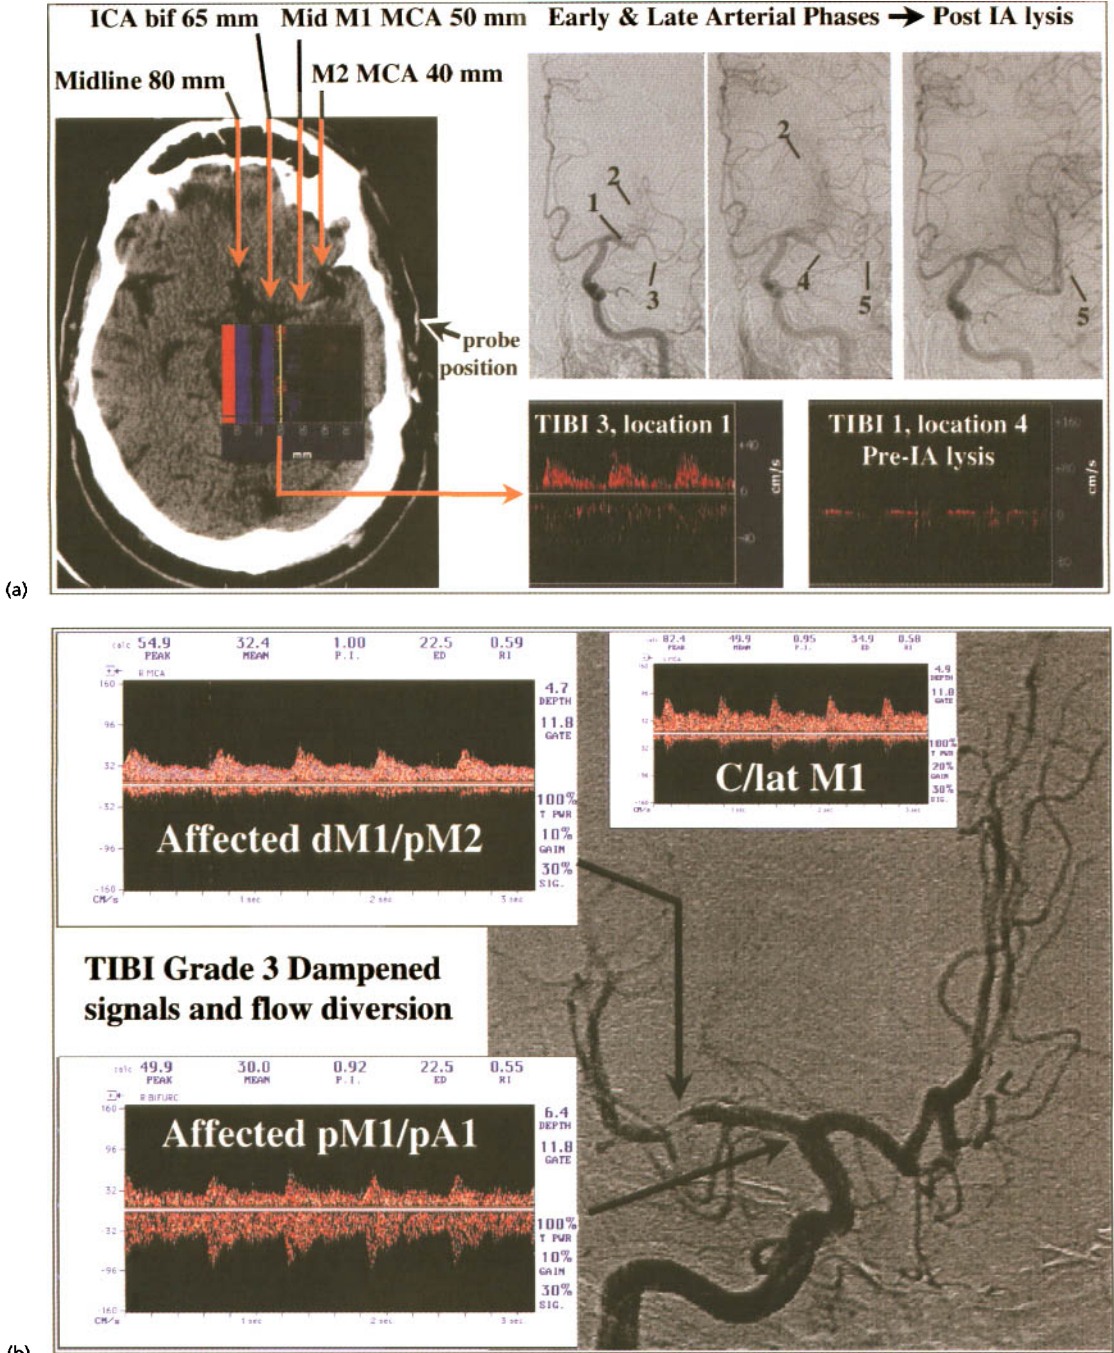 ICA bif 65 mm Mid M1 MCA 50 mm Early & Late Arterial Phases → Post IA lysis
Midline 80 mm M2 MCA 40 mm
probe
position
1
2
3
2
4
5
5
TIBI 3, location 1
+40
0
-40
cm/s
TIBI 1, location 4
Pre-IA lysis
+160
+80
0
cm/s
mm
(a)
54.9 32.4 1.00 22.5 0.59
PEAK MEAN P.I. ED RI
R MCA
160
96
32
-32
-96
-160
CM/s
1 sec 2 sec 3 sec
4.7
DEPTH
11.8
GATE
100%
T PWR
10%
GAIN
30%
SIG.
Affected dM1/pM2
82.4 49.9 0.95 34.9 0.58
PEAK MEAN P.I. ED RI
4.9
DEPTH
11.8
GATE
100%
T PWR
20%
GAIN
30%
SIG.
C/lat M1
TIBI Grade 3 Dampened
signals and flow diversion
calc 49.9 30.0 0.92 22.5 0.55
PEAK MEAN P.I. ED RI
R BIFURC
160
96
32
-32
-96
-160
CM/s
1 sec 2 sec 3 sec
6.4
DEPTH
11.8
GATE
100%
T PWR
10%
GAIN
30%
SIG.
Affected pM1/pA1
(b)